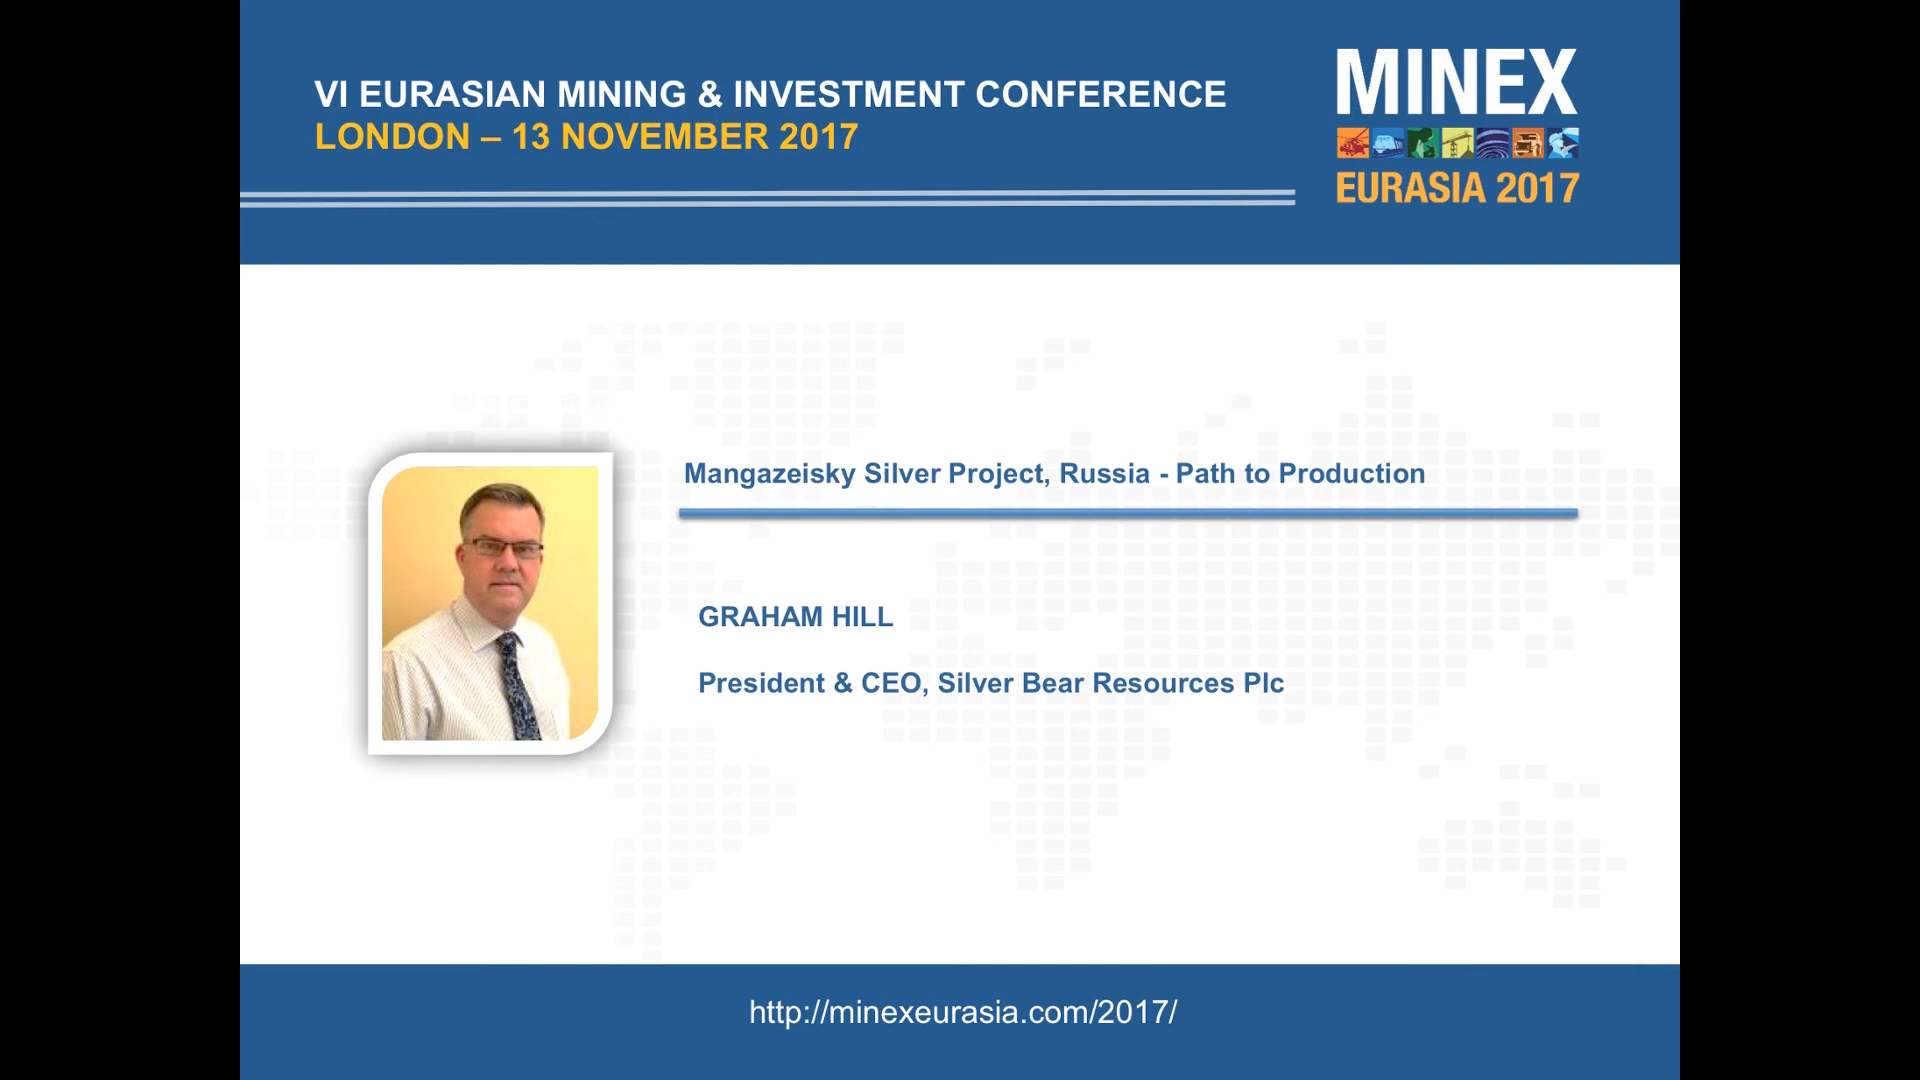 VI EURASIAN MINING & INVESTMENT CONFERENCE
LONDON – 13 NOVEMBER 2017
MINEX
EURASIA 2017
Mangazeisky Silver Project, Russia - Path to Production
GRAHAM HILL
President & CEO, Silver Bear Resources Plc
http://minexeurasia.com/2017/